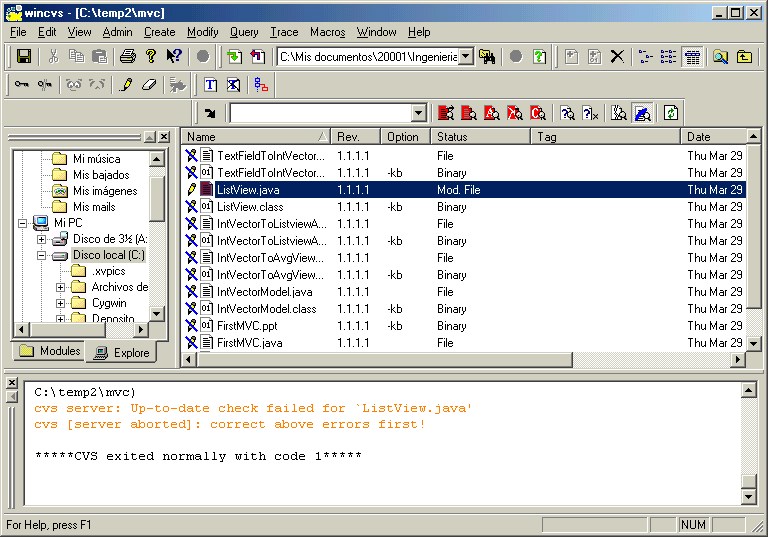 wincvs - [C:\temp2\mvc]
File Edit View Admin Create Modify Query Trace Macros Window Help
C:\Mis documentos\20001\Ingenieria
Name Rev. Option Status Tag Date
TextFieldToIntVector... 1.1.1.1 File Thu Mar 29
TextFieldToIntVector... 1.1.1.1 -kb Binary Thu Mar 29
ListView.java 1.1.1.1 Mod. File Thu Mar 29
ListView.class 1.1.1.1 -kb Binary Thu Mar 29
IntVectorToListviewA... 1.1.1.1 File Thu Mar 29
IntVectorToListviewA... 1.1.1.1 -kb Binary Thu Mar 29
IntVectorToAvgView... 1.1.1.1 File Thu Mar 29
IntVectorToAvgView... 1.1.1.1 -kb Binary Thu Mar 29
IntVectorModel.java 1.1.1.1 File Thu Mar 29
IntVectorModel.class 1.1.1.1 -kb Binary Thu Mar 29
FirstMVC.ppt 1.1.1.1 -kb Binary Thu Mar 29
FirstMVC.java 1.1.1.1 File Thu Mar 29
Mi música
Mis bajados
Mis imágenes
Mis mails
Mi PC
Disco de 3½ (A:
Disco local (C:)
.xvpics
Archivos de
Cygwin
Deposito
Modules Explore
C:\temp2\mvc)
cvs server: Up-to-date check failed for `ListView.java'
cvs [server aborted]: correct above errors first!
*****CVS exited normally with code 1*****
For Help, press F1
NUM